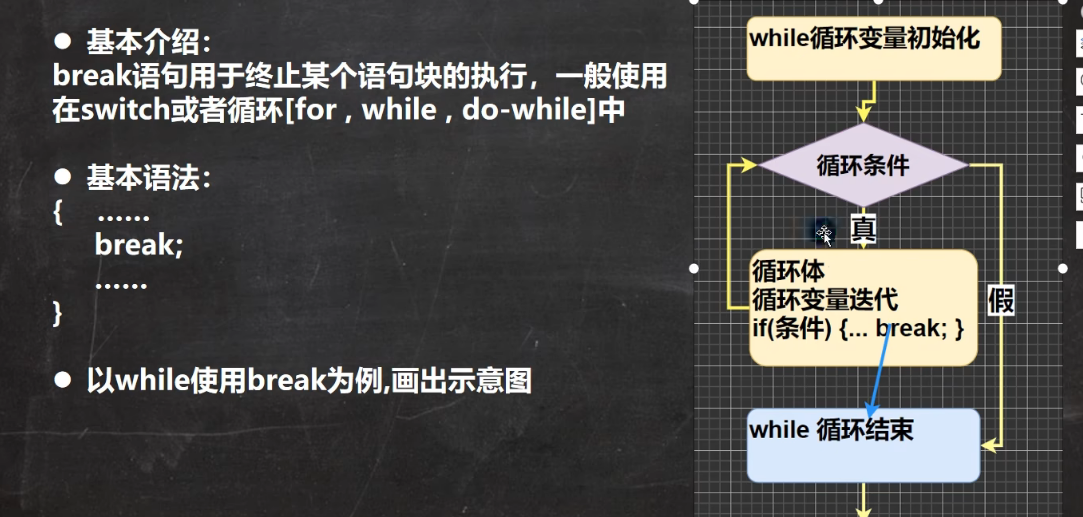 ● 基本介绍：
break语句用于终止某个语句块的执行，一般使用
在switch或者循环[for , while , do-while]中
● 基本语法：
{ ……
break;
……
}
● 以while使用break为例,画出示意图
while循环变量初始化
循环条件
真
循环体
循环变量迭代
if(条件) {... break; }
假
while 循环结束